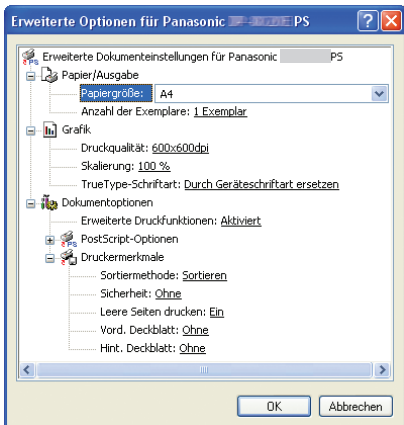 Erweiterte Optionen für Panasonic PS
Erweiterte Dokumenteinstellungen für Panasonic PS
Papier/Ausgabe
Papiergröße: A4
Anzahl der Exemplare: 1 Exemplar
Grafik
Druckqualität: 600x600dpi
Skalierung: 100 %
TrueType-Schriftart: Durch Geräteschriftart ersetzen
Dokumentoptionen
Erweiterte Druckfunktionen: Aktiviert
PostScript-Optionen
Druckermerkmale
Sortiermethode: Sortieren
Sicherheit: Ohne
Leere Seiten drucken: Ein
Vord. Deckblatt: Ohne
Hint. Deckblatt: Ohne
OK Abbrechen